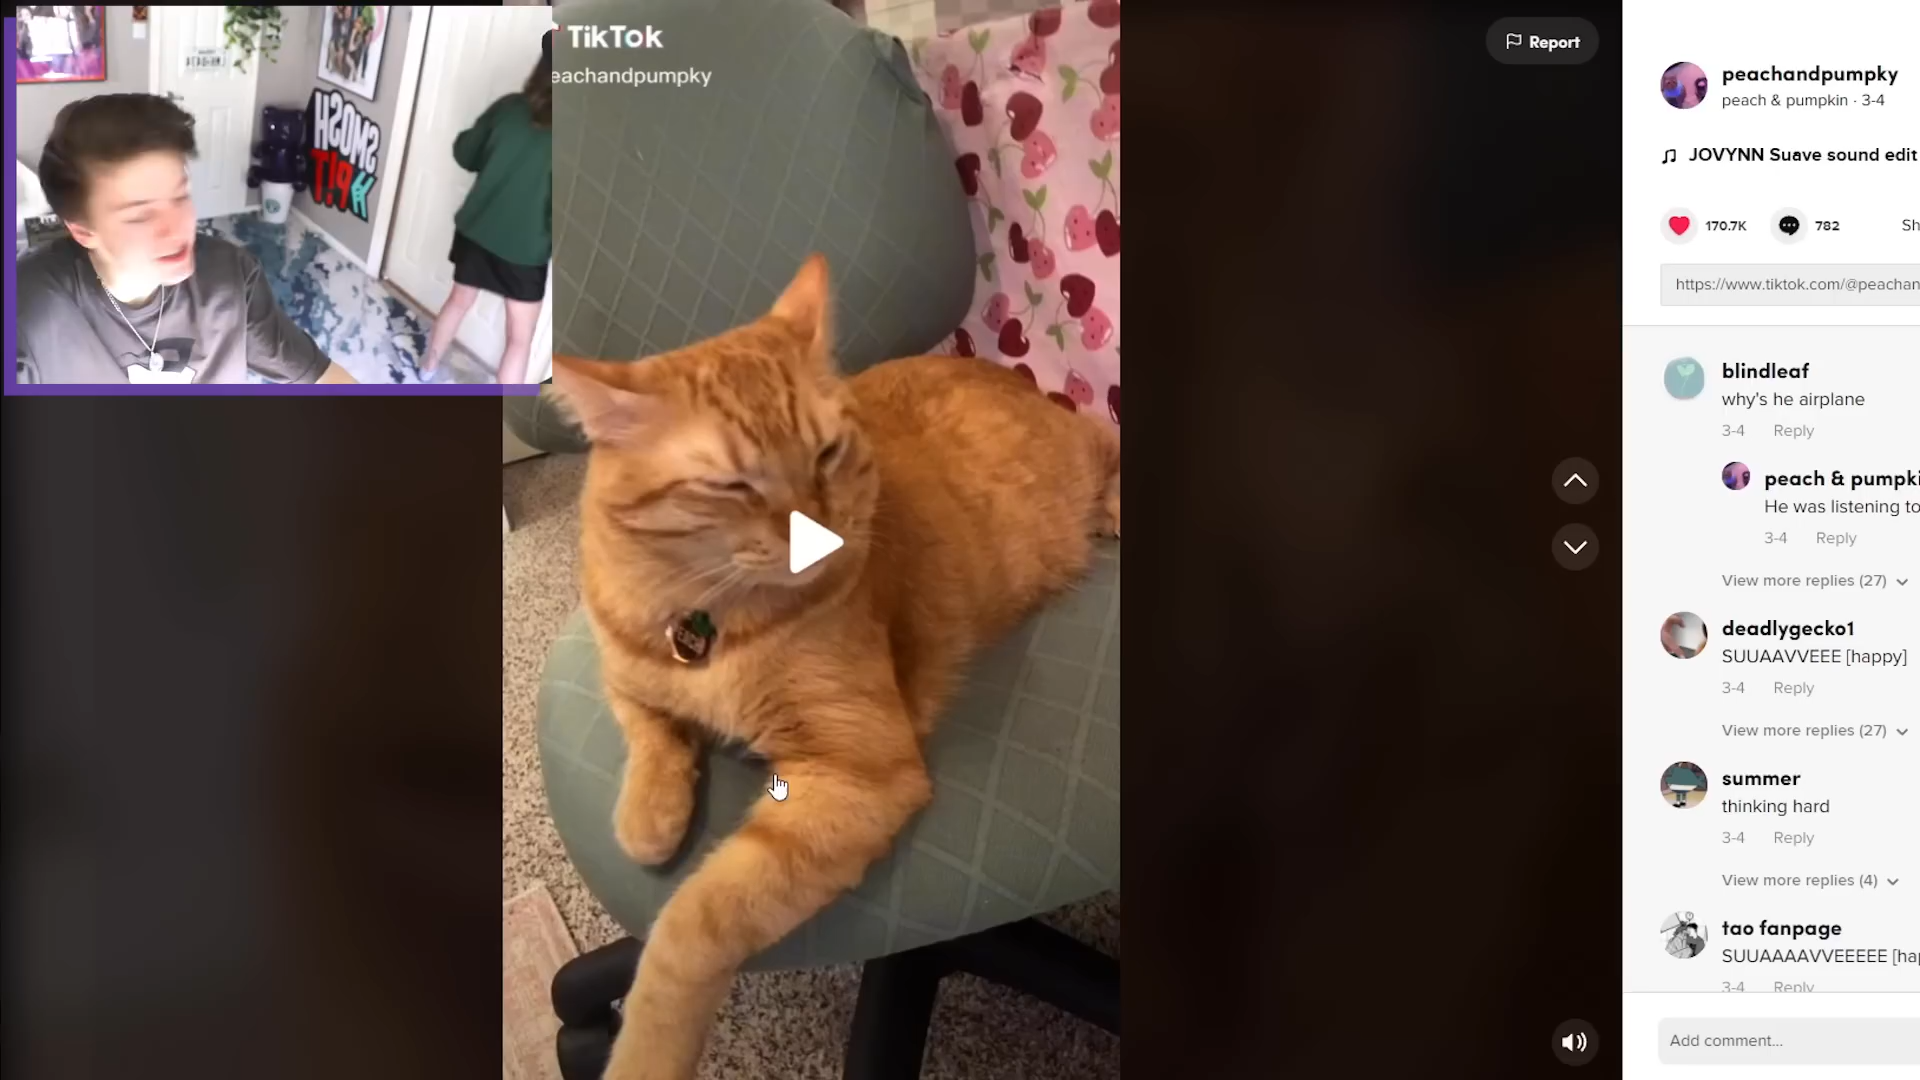 SMOSH
PIT
TikTok
eachandpumpky
Report
peachandpumpky
peach & pumpkin · 3-4
JOVYNN Suave sound edit
170.7K
782
Sh
https://www.tiktok.com/@peachan
blindleaf
why's he airplane
3-4 Reply
peach & pumpki
He was listening to
3-4 Reply
View more replies (27)
deadlygecko1
SUUAAVVEEE [happy]
3-4 Reply
View more replies (27)
summer
thinking hard
3-4 Reply
View more replies (4)
tao fanpage
SUUAAAAVVEEEEE [hap
3-4 Reply
Add comment...